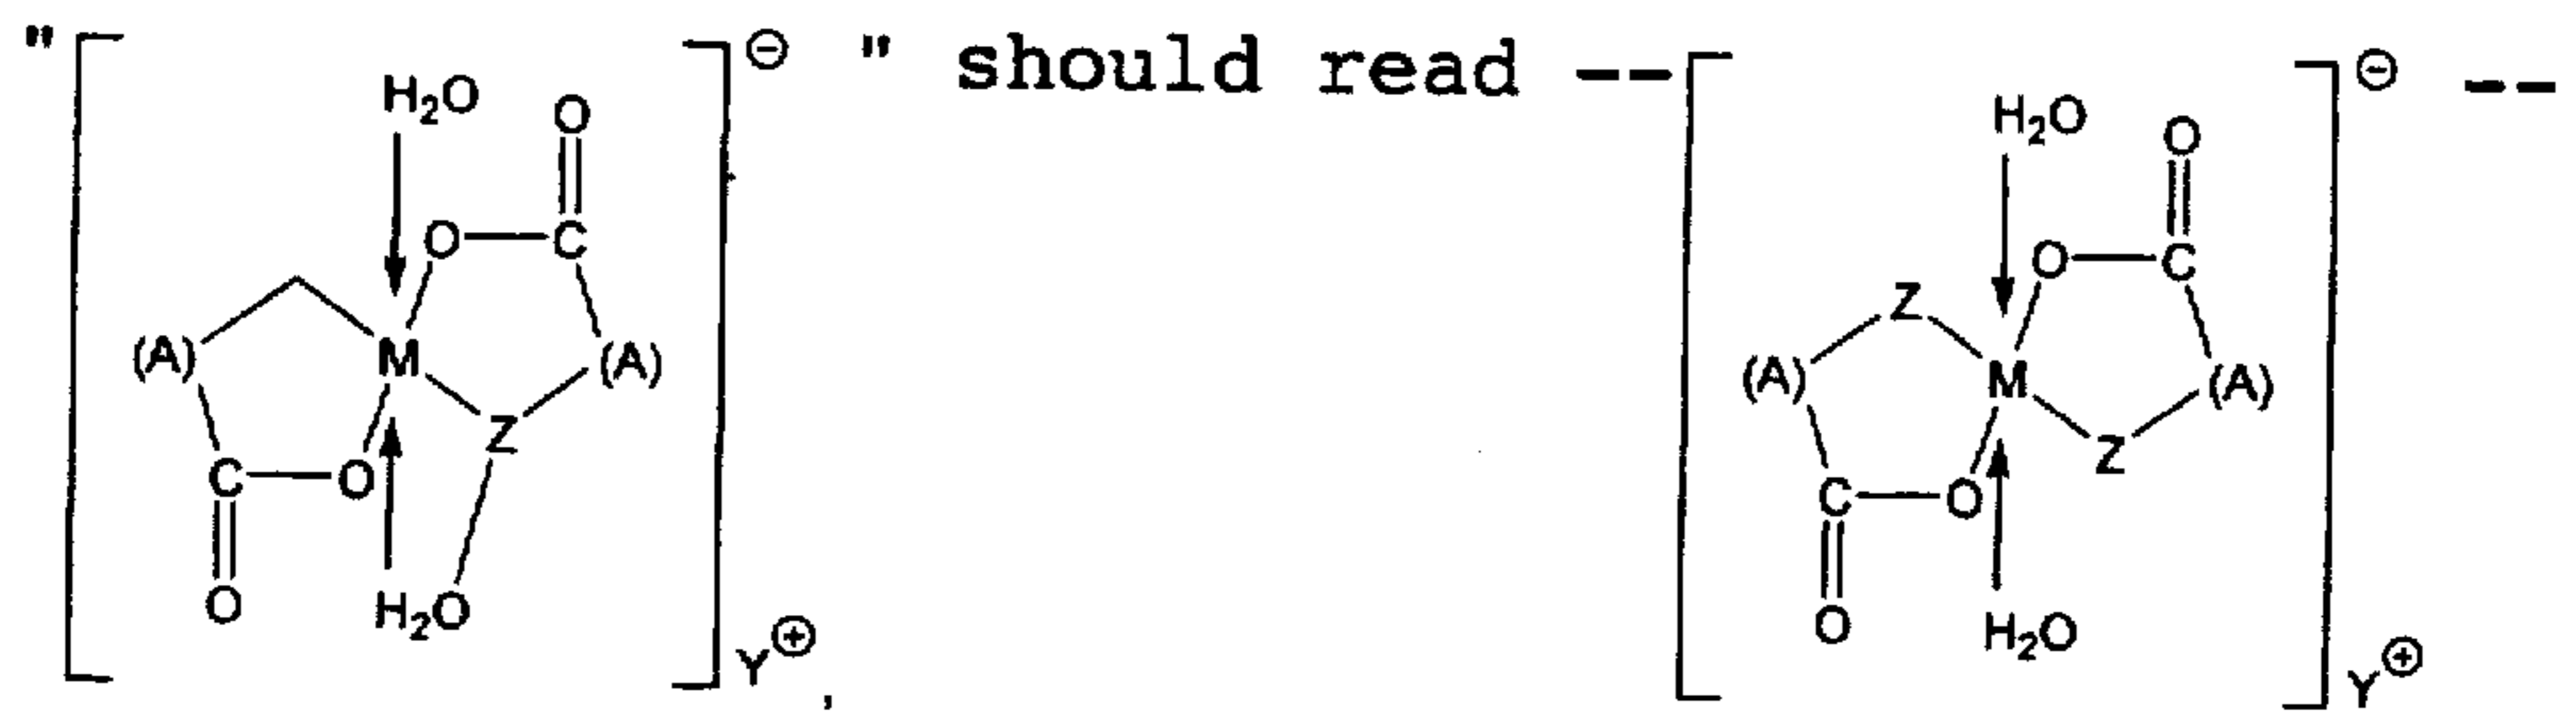 " [ H₂O O O C (A) M (A) Z C O O H₂O ] ⊖ Y⊕ , " should read -- [ H₂O O O C Z (A) M (A) Z C O O H₂O ] ⊖ Y⊕ --